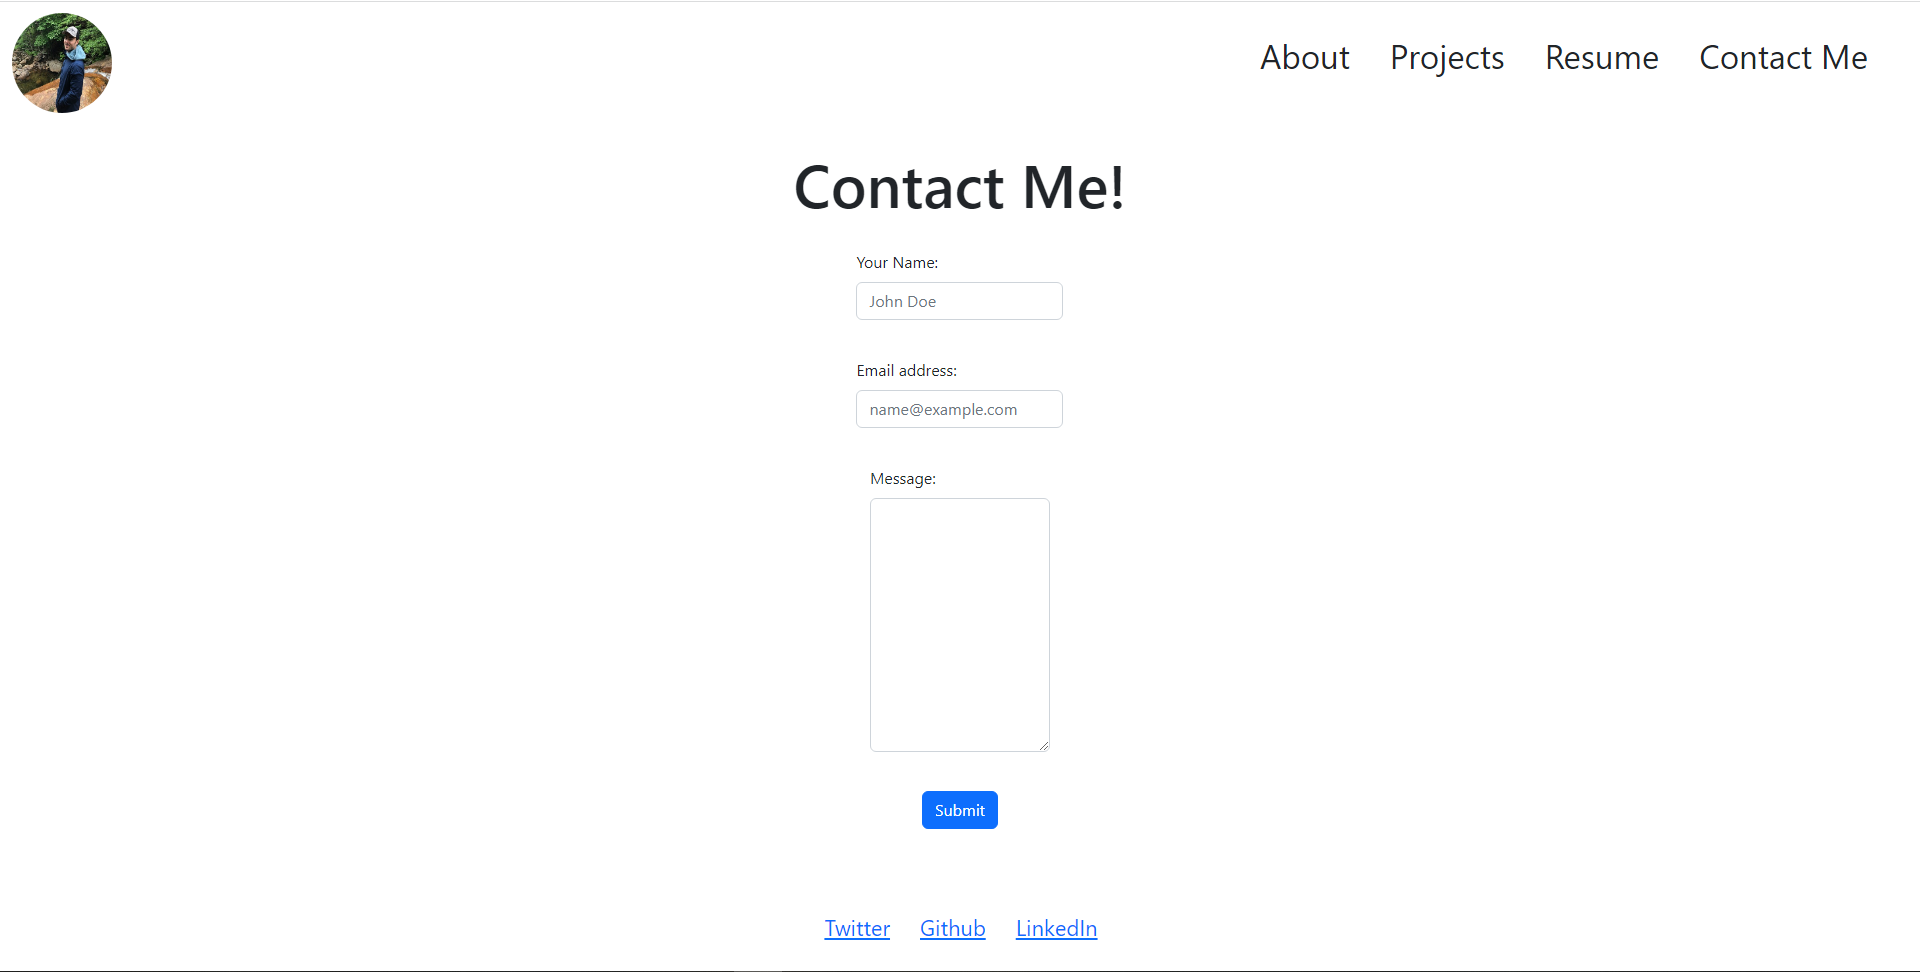 About Projects Resume Contact Me
Contact Me!
Your Name:
John Doe
Email address:
name@example.com
Message:
Submit
Twitter Github LinkedIn